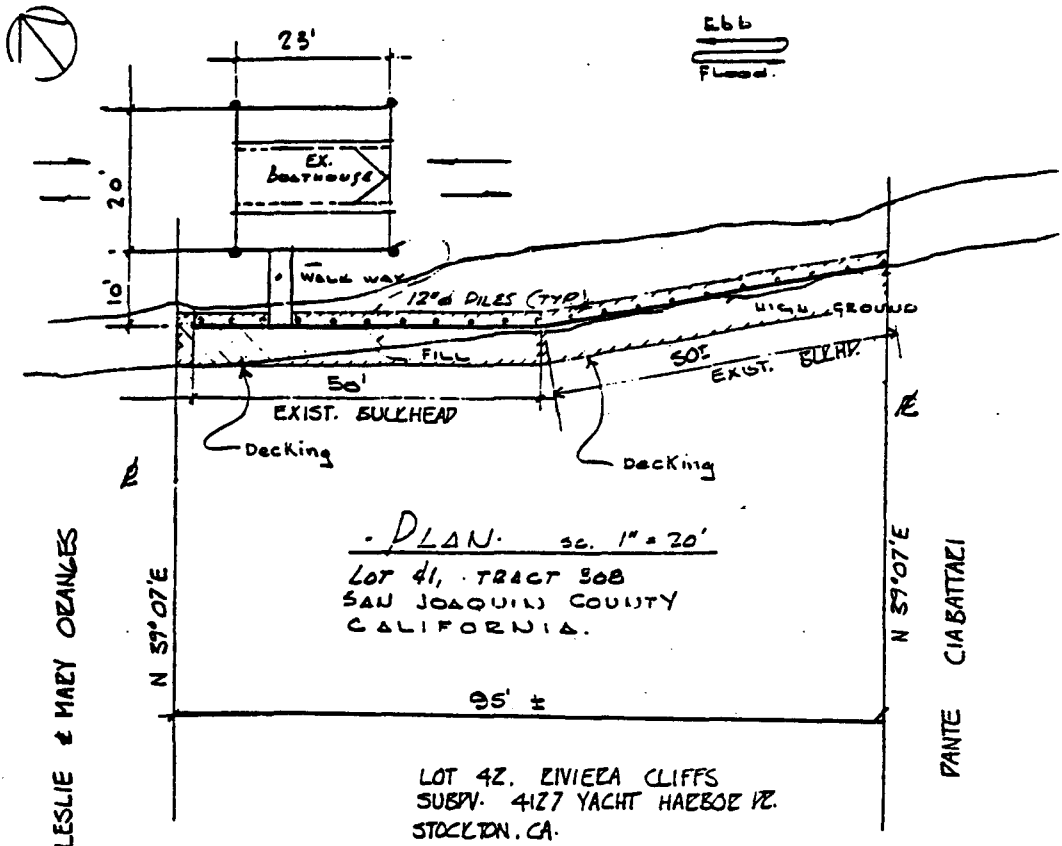 23'
Ebb
Flood.
20'
EX.
BOATHOUSE
10'
WALK WAY
12"ø PILES (TYP)
HIGH GROUND
FILL
50'
50±
EXIST. BULKHEAD
EXIST. BLKHD.
Decking
Decking
PLAN. sc. 1" = 20'
LOT 41, TRACT 308
SAN JOAQUIN COUNTY
CALIFORNIA.
N 39°07'E
N 39°07'E
LESLIE & MARY ORANGES
DANTE CIABATTARI
95' ±
LOT 42. RIVIERA CLIFFS
SUBDV. 4127 YACHT HARBOR DR.
STOCKTON, CA.